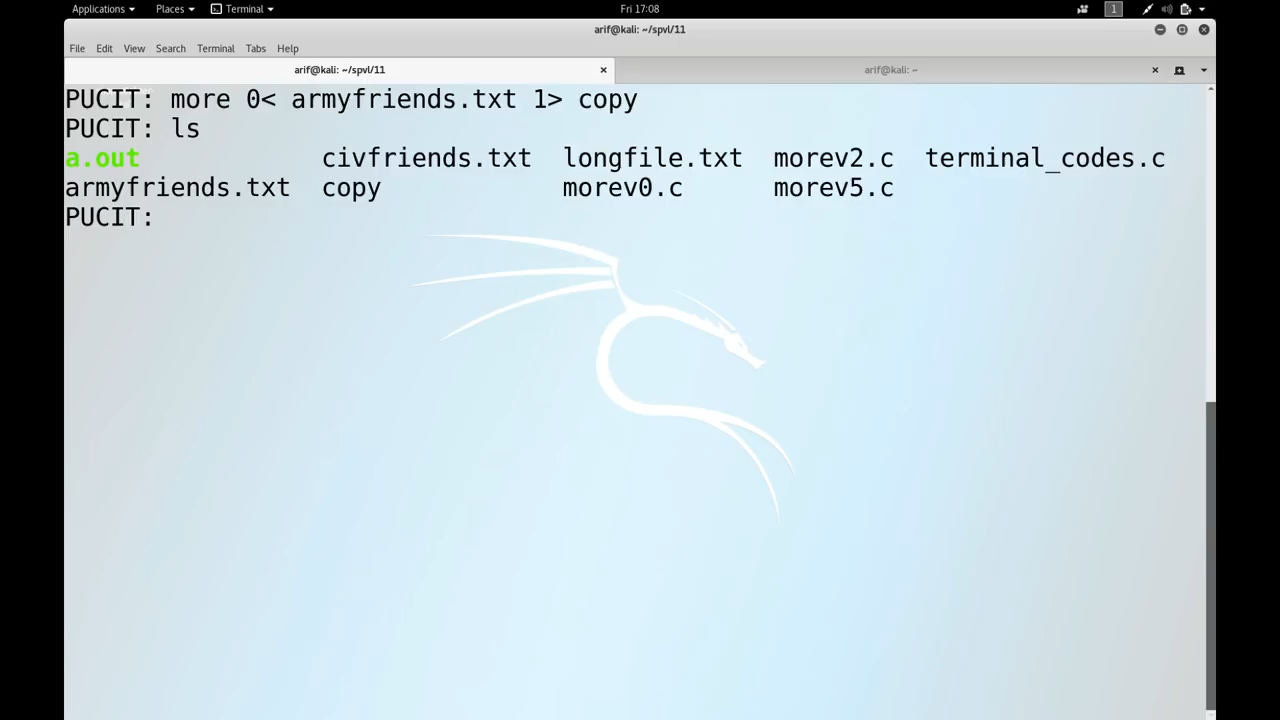 Applications Places Terminal Fri 17:08 1
arif@kali: ~/spvl/11
File Edit View Search Terminal Tabs Help
arif@kali: ~/spvl/11 arif@kali: ~
PUCIT: more 0< armyfriends.txt 1> copy
PUCIT: ls
a.out civfriends.txt longfile.txt morev2.c terminal_codes.c
armyfriends.txt copy morev0.c morev5.c
PUCIT: